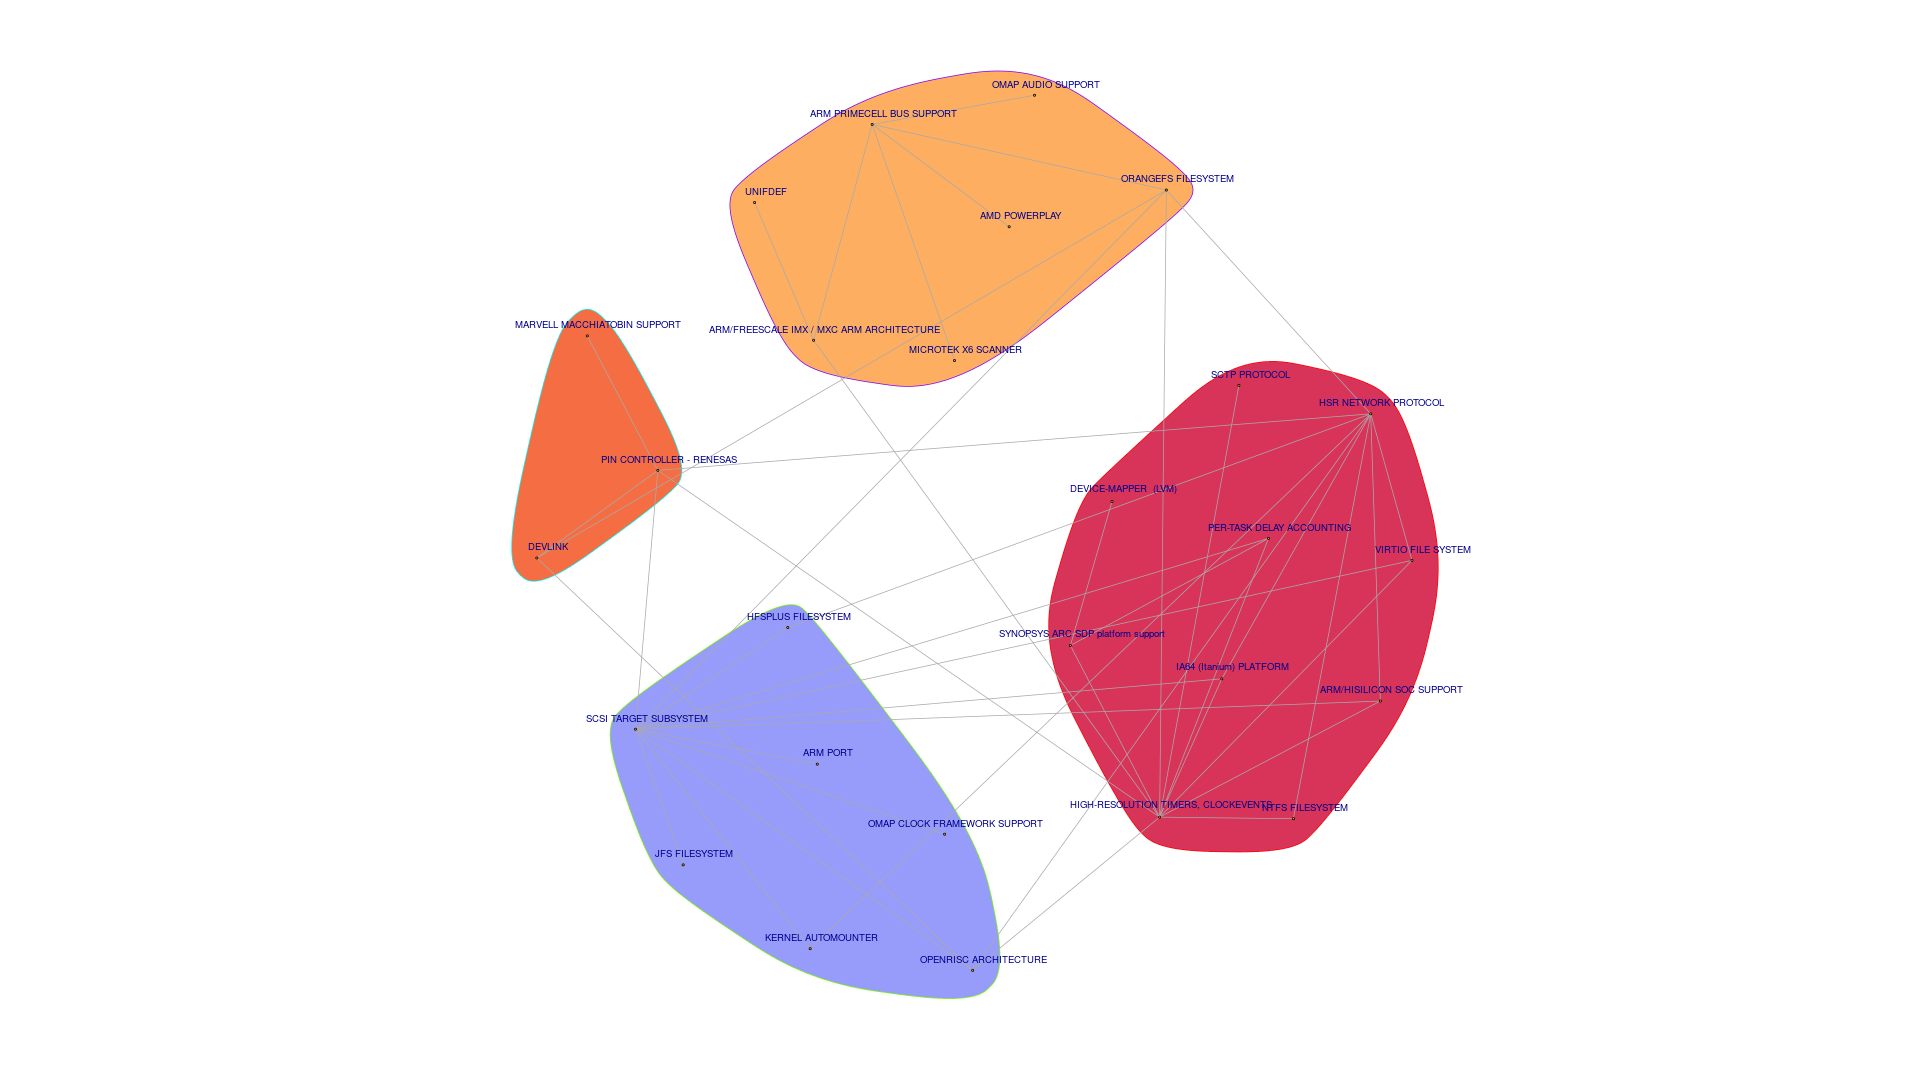 OMAP AUDIO SUPPORT
ARM PRIMECELL BUS SUPPORT
ORANGEFS FILESYSTEM
UNIFDEF
AMD POWERPLAY
MARVELL MACCHIATOBIN SUPPORT
ARM/FREESCALE IMX / MXC ARM ARCHITECTURE
MICROTEK X6 SCANNER
SCTP PROTOCOL
HSR NETWORK PROTOCOL
PIN CONTROLLER - RENESAS
DEVICE-MAPPER  (LVM)
PER-TASK DELAY ACCOUNTING
DEVLINK
VIRTIO FILE SYSTEM
HFSPLUS FILESYSTEM
SYNOPSYS ARC SDP platform support
IA64 (Itanium) PLATFORM
ARM/HISILICON SOC SUPPORT
SCSI TARGET SUBSYSTEM
ARM PORT
HIGH-RESOLUTION TIMERS, CLOCKEVENTS
NTFS FILESYSTEM
OMAP CLOCK FRAMEWORK SUPPORT
JFS FILESYSTEM
KERNEL AUTOMOUNTER
OPENRISC ARCHITECTURE